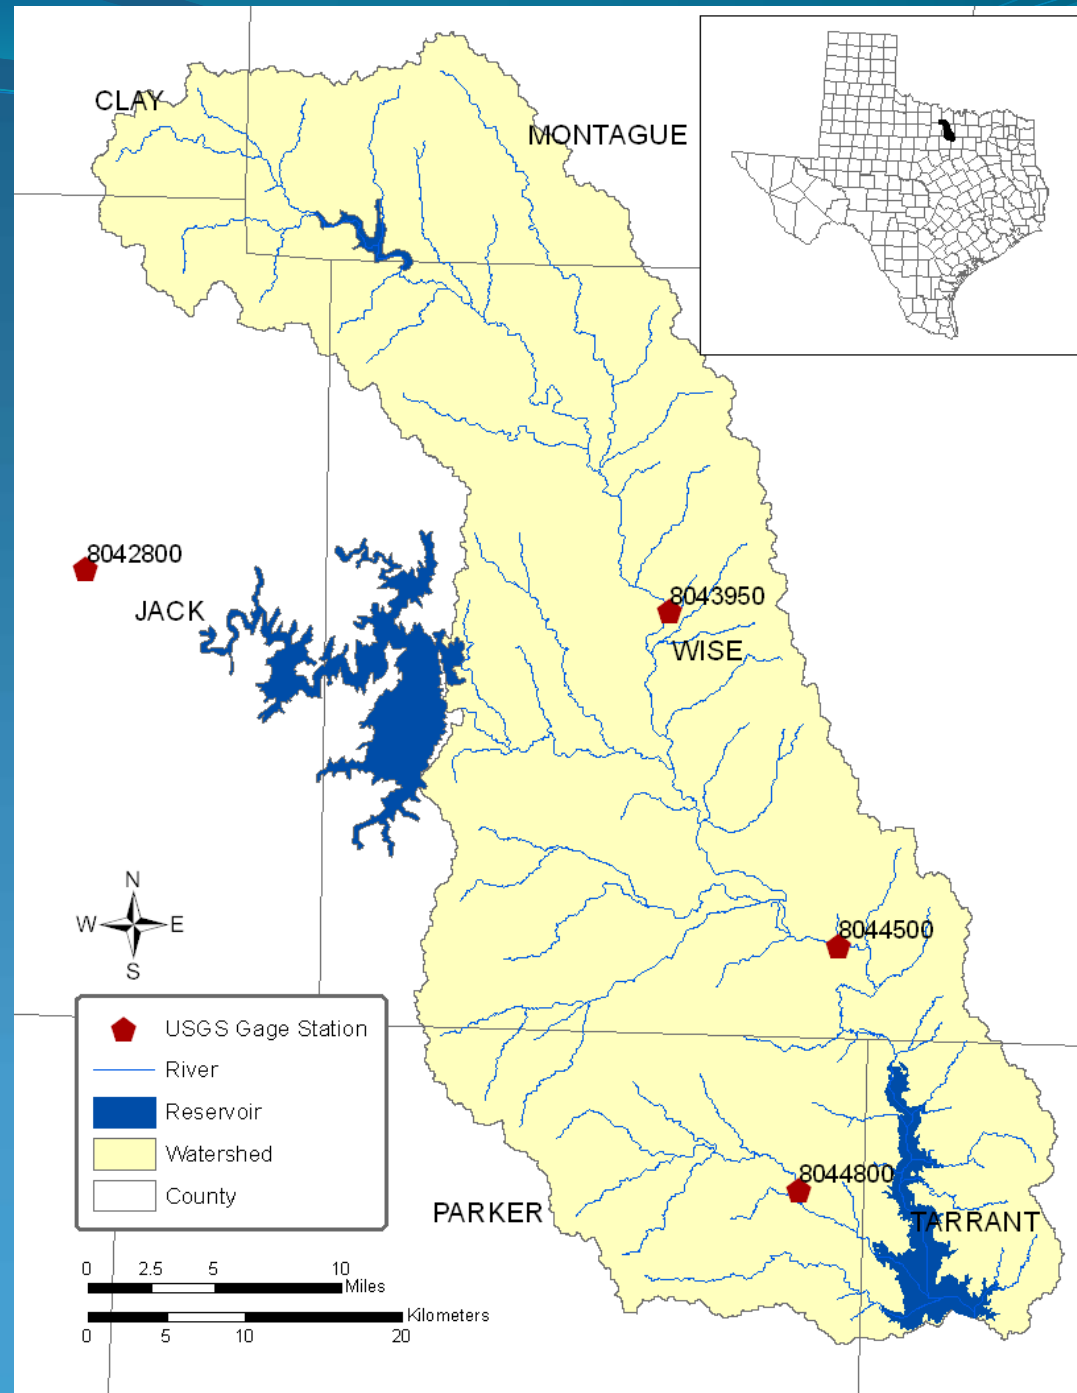 CLAY
MONTAGUE
8042800
JACK
8043950
WISE
8044500
N
W E
S
USGS Gage Station
River
Reservoir
Watershed
County
8044800
PARKER
TARRANT
0 2.5 5 10
Miles
Kilometers
0 5 10 20